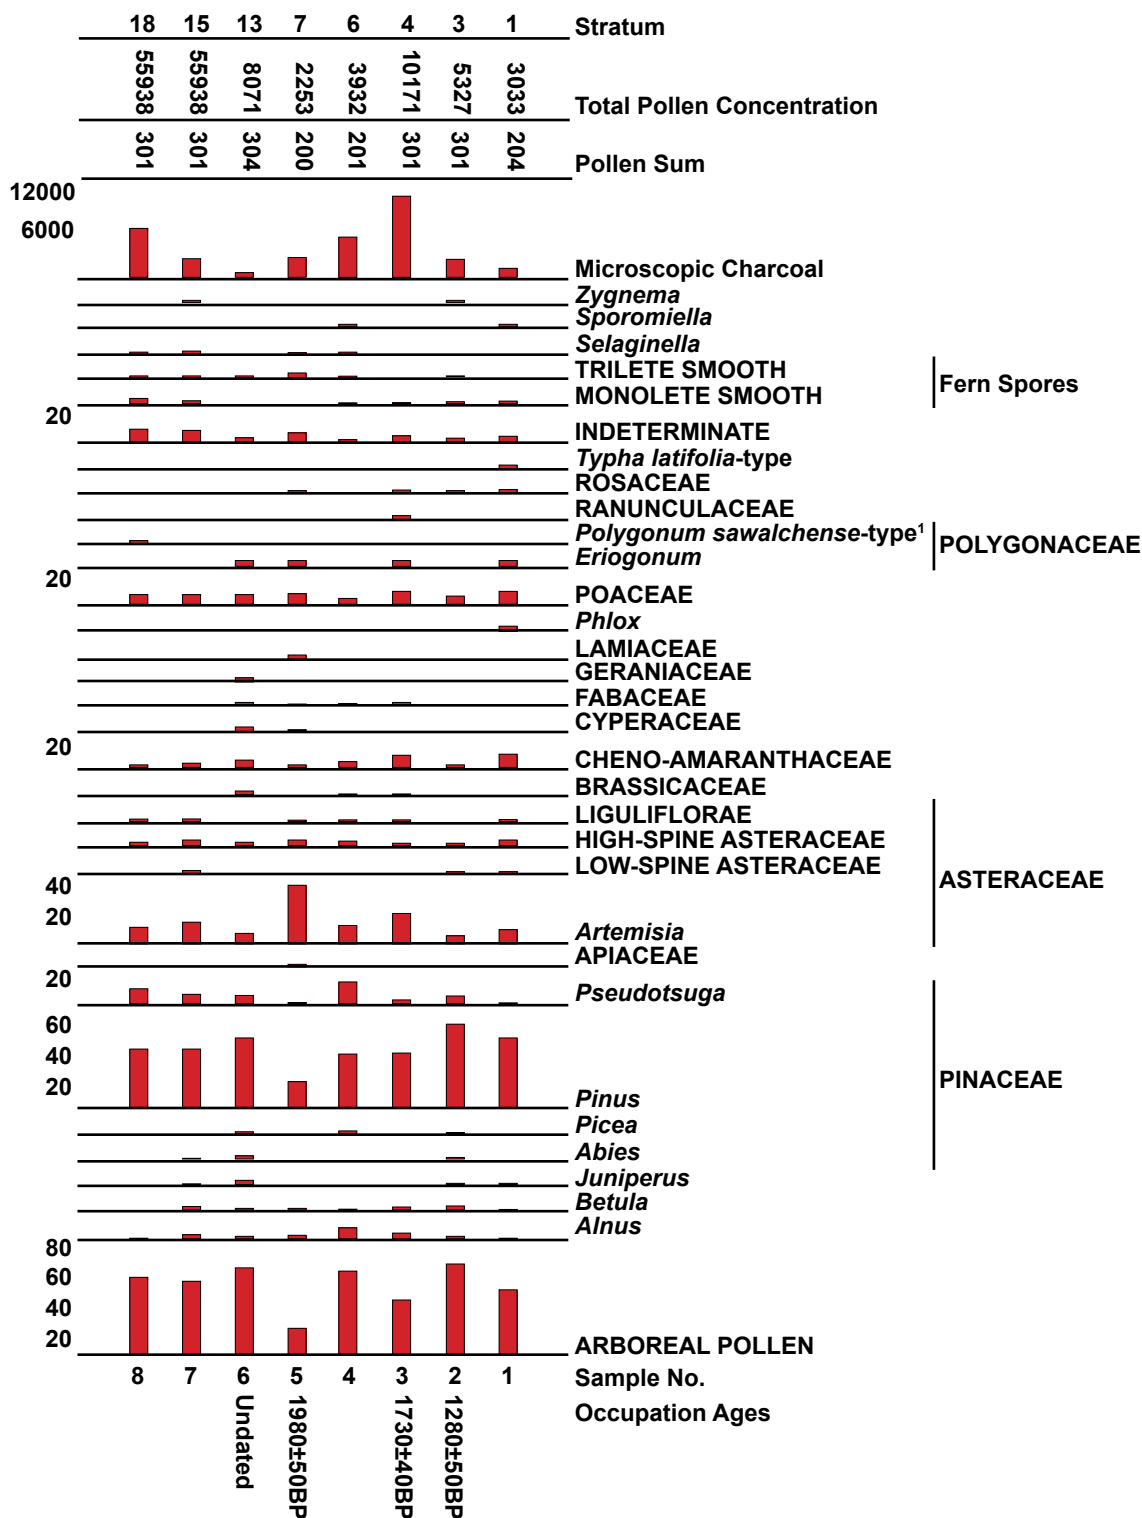 18 15 13 7 6 4 3 1 Stratum
55938 55938 8071 2253 3932 10171 5327 3033 Total Pollen Concentration
301 301 304 200 201 301 301 204 Pollen Sum
12000
6000
Microscopic Charcoal
Zygnema
Sporomiella
Selaginella
TRILETE SMOOTH
Fern Spores
MONOLETE SMOOTH
20
INDETERMINATE
Typha latifolia-type
ROSACEAE
RANUNCULACEAE
Polygonum sawalchense-type¹
POLYGONACEAE
Eriogonum
20
POACEAE
Phlox
LAMIACEAE
GERANIACEAE
FABACEAE
CYPERACEAE
20
CHENO-AMARANTHACEAE
BRASSICACEAE
LIGULIFLORAE
HIGH-SPINE ASTERACEAE
LOW-SPINE ASTERACEAE
ASTERACEAE
40
20
Artemisia
APIACEAE
20
Pseudotsuga
60
40
20
PINACEAE
Pinus
Picea
Abies
Juniperus
Betula
Alnus
80
60
40
20
ARBOREAL POLLEN
8 7 6 5 4 3 2 1 Sample No.
Undated 1980±50BP 1730±40BP 1280±50BP Occupation Ages